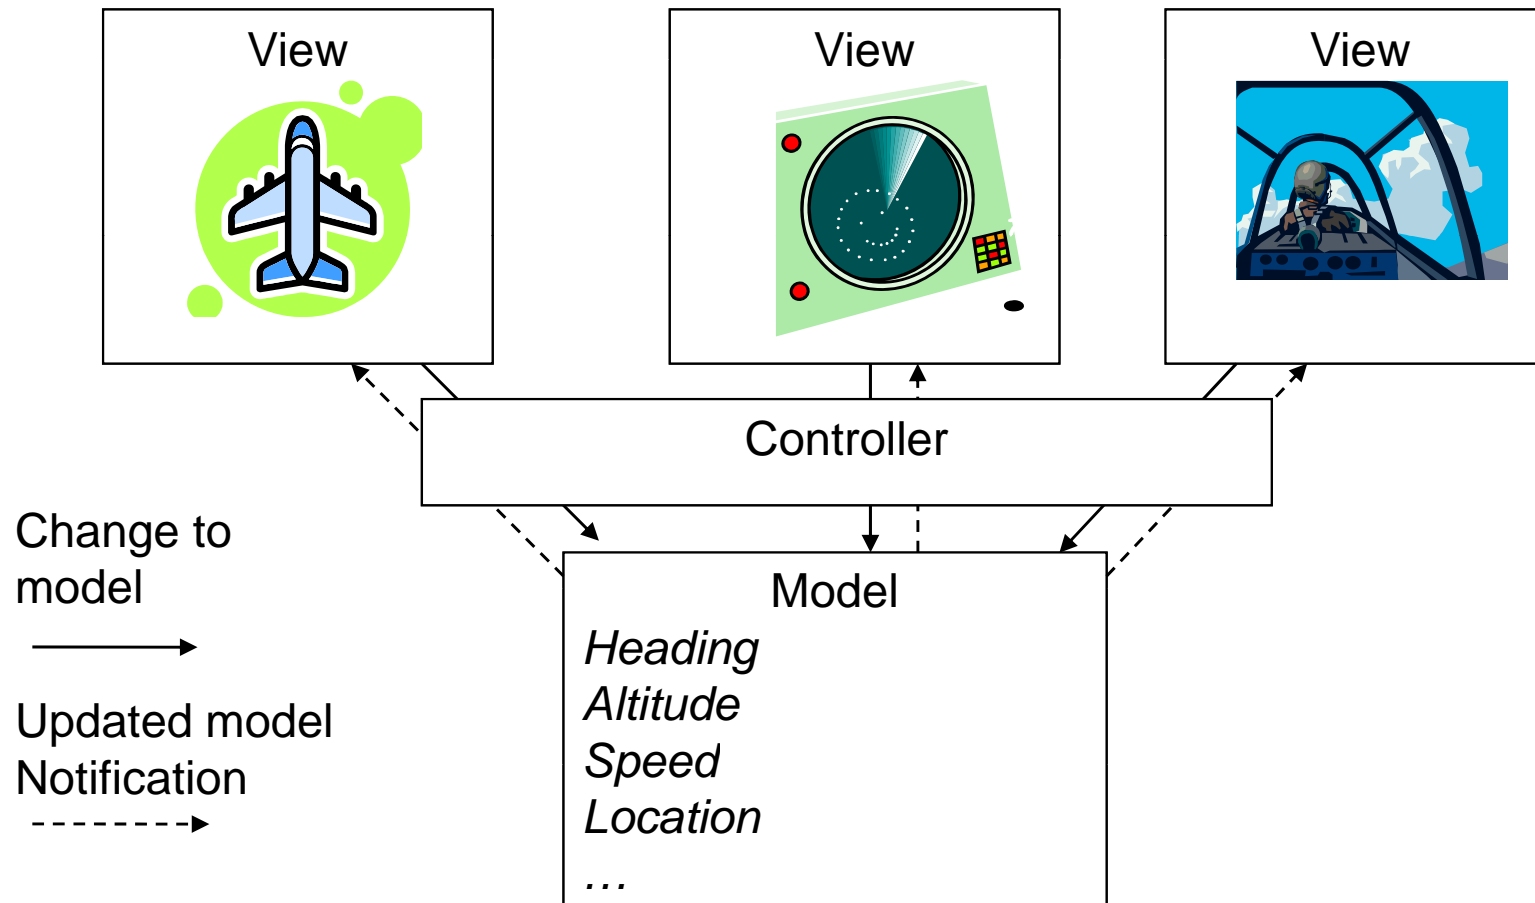 View
View
View
Controller
Change to
model
Updated model
Notification
Model
Heading
Altitude
Speed
Location
...